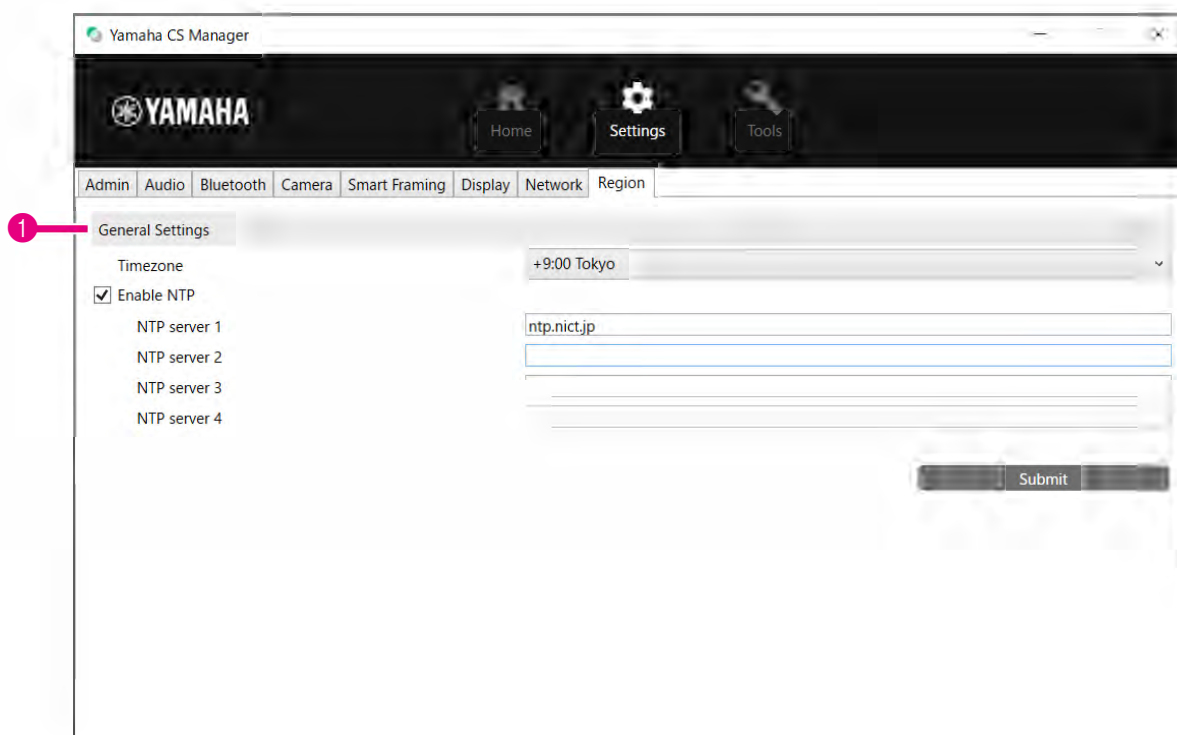 Yamaha CS Manager
YAMAHA
Home Settings Tools
Admin Audio Bluetooth Camera Smart Framing Display Network Region
1 General Settings
Timezone +9:00 Tokyo
Enable NTP
NTP server 1 ntp.nict.jp
NTP server 2
NTP server 3
NTP server 4
Submit